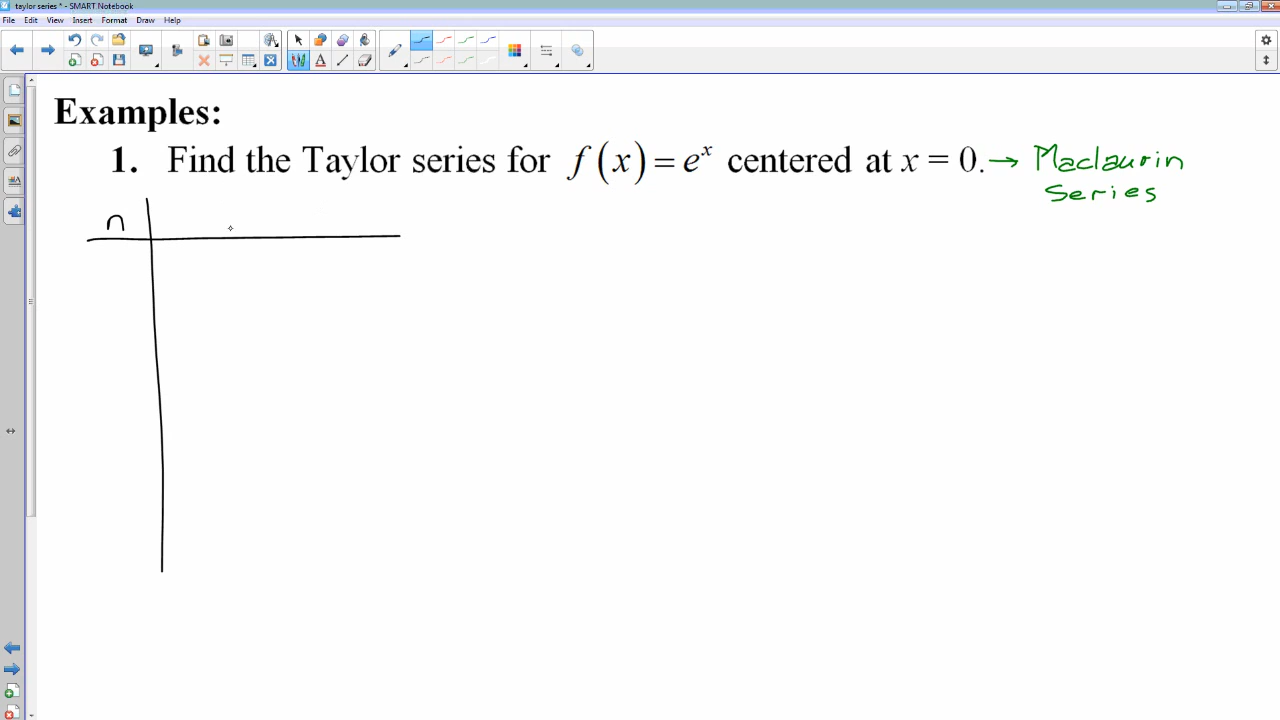 taylor series * - SMART Notebook
File Edit View Insert Format Draw Help
Examples:
1. Find the Taylor series for f(x) = e^x centered at x = 0. → Maclaurin
Series
n